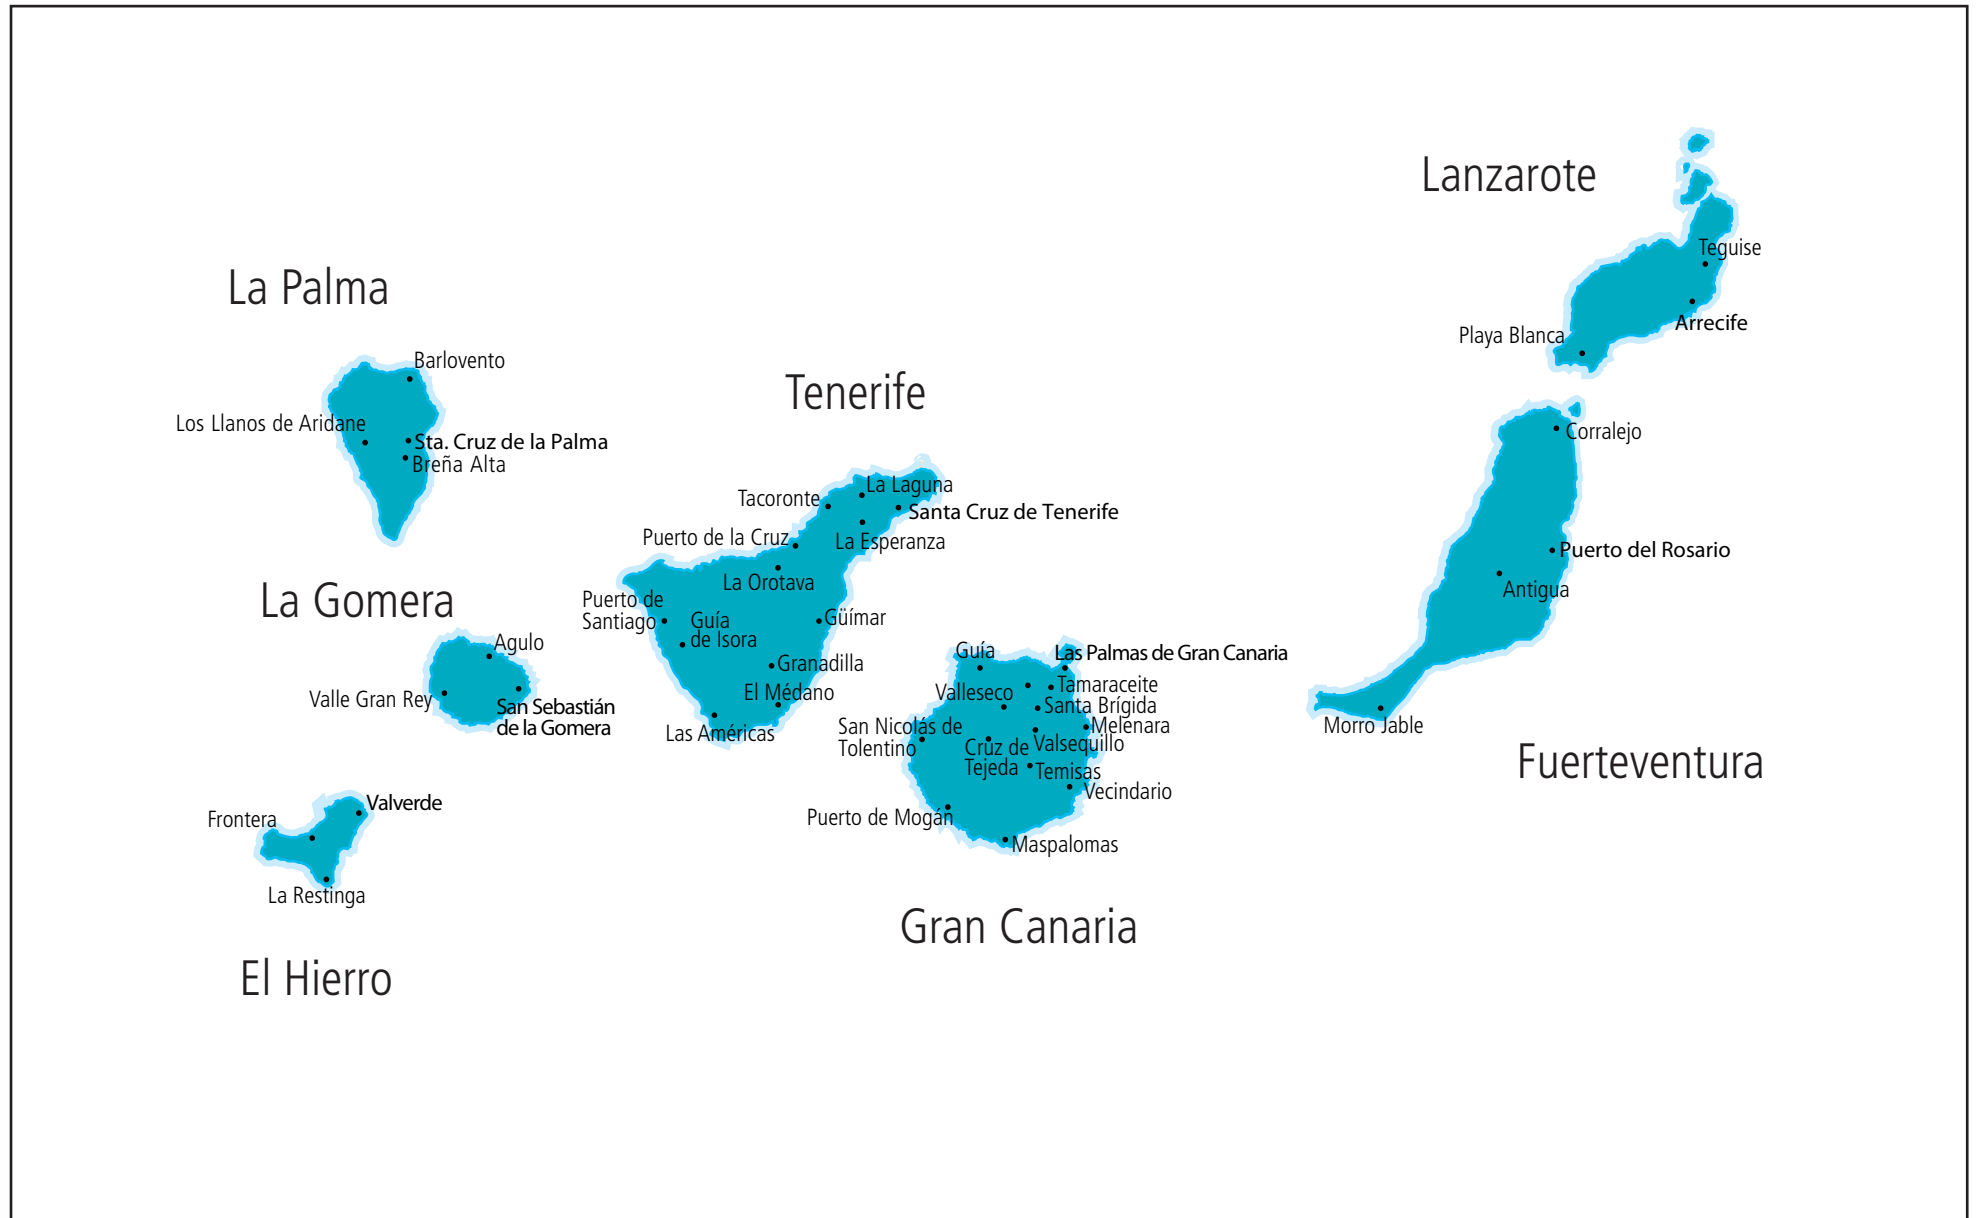 Lanzarote
Teguise
Arrecife
Playa Blanca
La Palma
Barlovento
Los Llanos de Aridane
Sta. Cruz de la Palma
Breña Alta
Tenerife
La Laguna
Tacoronte
Santa Cruz de Tenerife
Puerto de la Cruz
La Esperanza
La Orotava
Puerto de
Santiago
Guía
de Isora
Güímar
Granadilla
El Médano
Las Américas
Corralejo
Puerto del Rosario
Antigua
Morro Jable
Fuerteventura
La Gomera
Agulo
Valle Gran Rey
San Sebastián
de la Gomera
Guía
Las Palmas de Gran Canaria
Tamaraceite
Valleseco
Santa Brígida
Melenara
San Nicolás de
Tolentino
Cruz de
Tejeda
Valsequillo
Temisas
Vecindario
Puerto de Mogán
Maspalomas
Gran Canaria
Valverde
Frontera
La Restinga
El Hierro